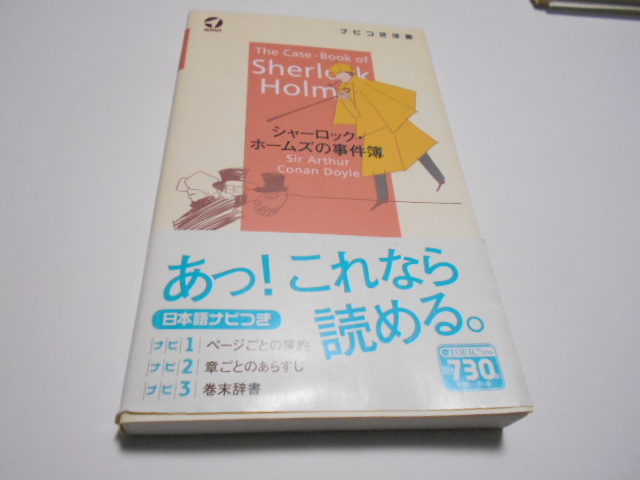 ナビつき洋書
The Case-Book of
Sherlock
Holm
シャーロック・
ホームズの事件簿
Sir Arthur
Conan Doyle
あっ!これなら
読める。
日本語ナビつき
ナビ1 ページごとの要約
ナビ2 章ごとのあらすじ
ナビ3 巻末辞書
TOEIC
730